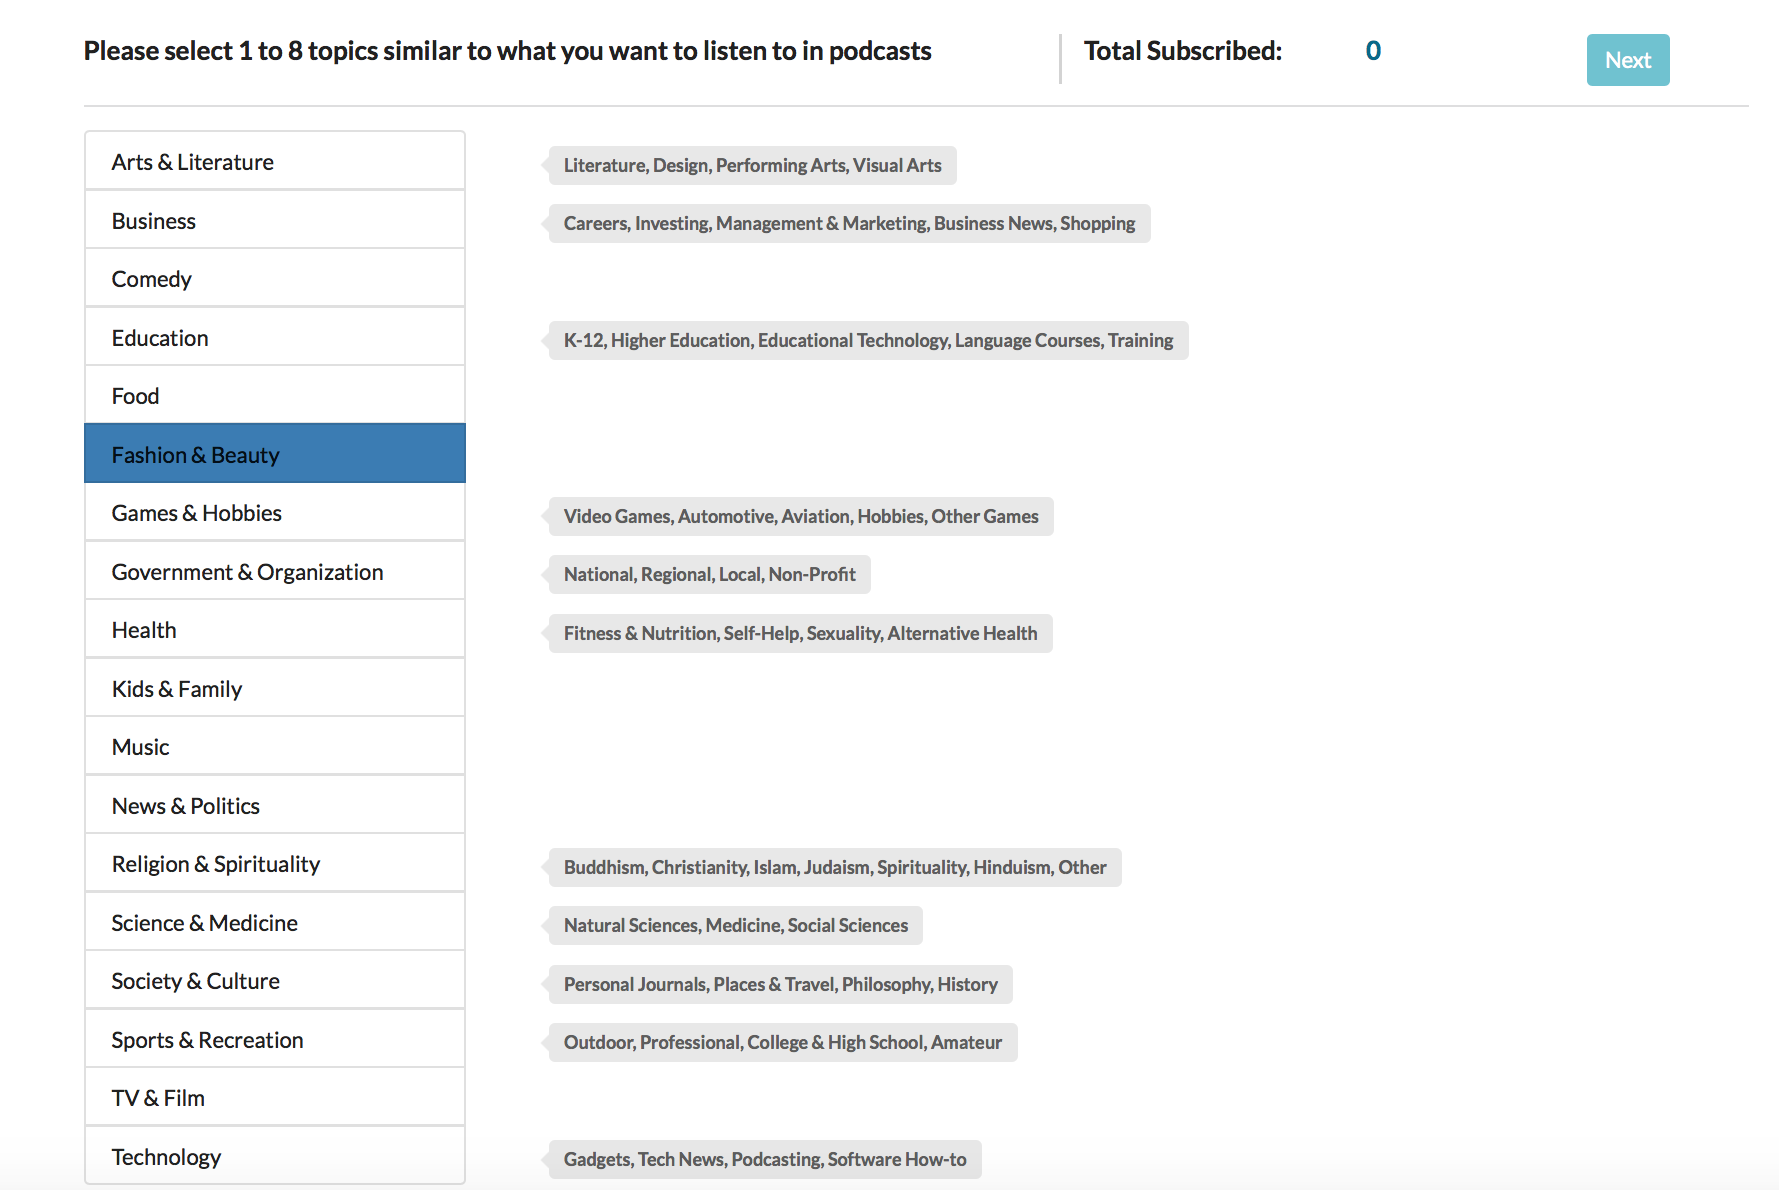 Please select 1 to 8 topics similar to what you want to listen to in podcasts
Total Subscribed: 0
Next
Arts & Literature
Literature, Design, Performing Arts, Visual Arts
Business
Careers, Investing, Management & Marketing, Business News, Shopping
Comedy
Education
K-12, Higher Education, Educational Technology, Language Courses, Training
Food
Fashion & Beauty
Games & Hobbies
Video Games, Automotive, Aviation, Hobbies, Other Games
Government & Organization
National, Regional, Local, Non-Profit
Health
Fitness & Nutrition, Self-Help, Sexuality, Alternative Health
Kids & Family
Music
News & Politics
Religion & Spirituality
Buddhism, Christianity, Islam, Judaism, Spirituality, Hinduism, Other
Science & Medicine
Natural Sciences, Medicine, Social Sciences
Society & Culture
Personal Journals, Places & Travel, Philosophy, History
Sports & Recreation
Outdoor, Professional, College & High School, Amateur
TV & Film
Technology
Gadgets, Tech News, Podcasting, Software How-to